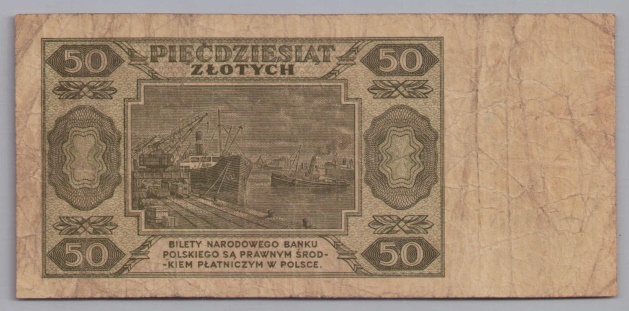 50 PIĘĆDZIESIĄT 50
ZŁOTYCH
BILETY NARODOWEGO BANKU
POLSKIEGO SĄ PRAWNYM ŚROD-
-KIEM PŁATNICZYM W POLSCE.
50 50